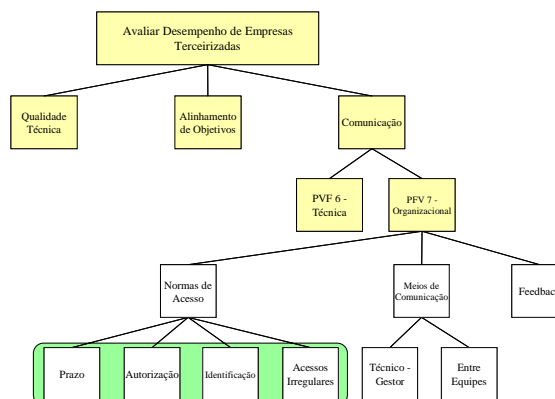 Avaliar Desempenho de Empresas
Terceirizadas
Qualidade
Técnica
Alinhamento
de Objetivos
Comunicação
PVF 6 -
Técnica
PFV 7 -
Organizacional
Normas de
Acesso
Meios de
Comunicação
Feedback
Prazo
Autorização
Identificação
Acessos
Irregulares
Técnico -
Gestor
Entre
Equipes